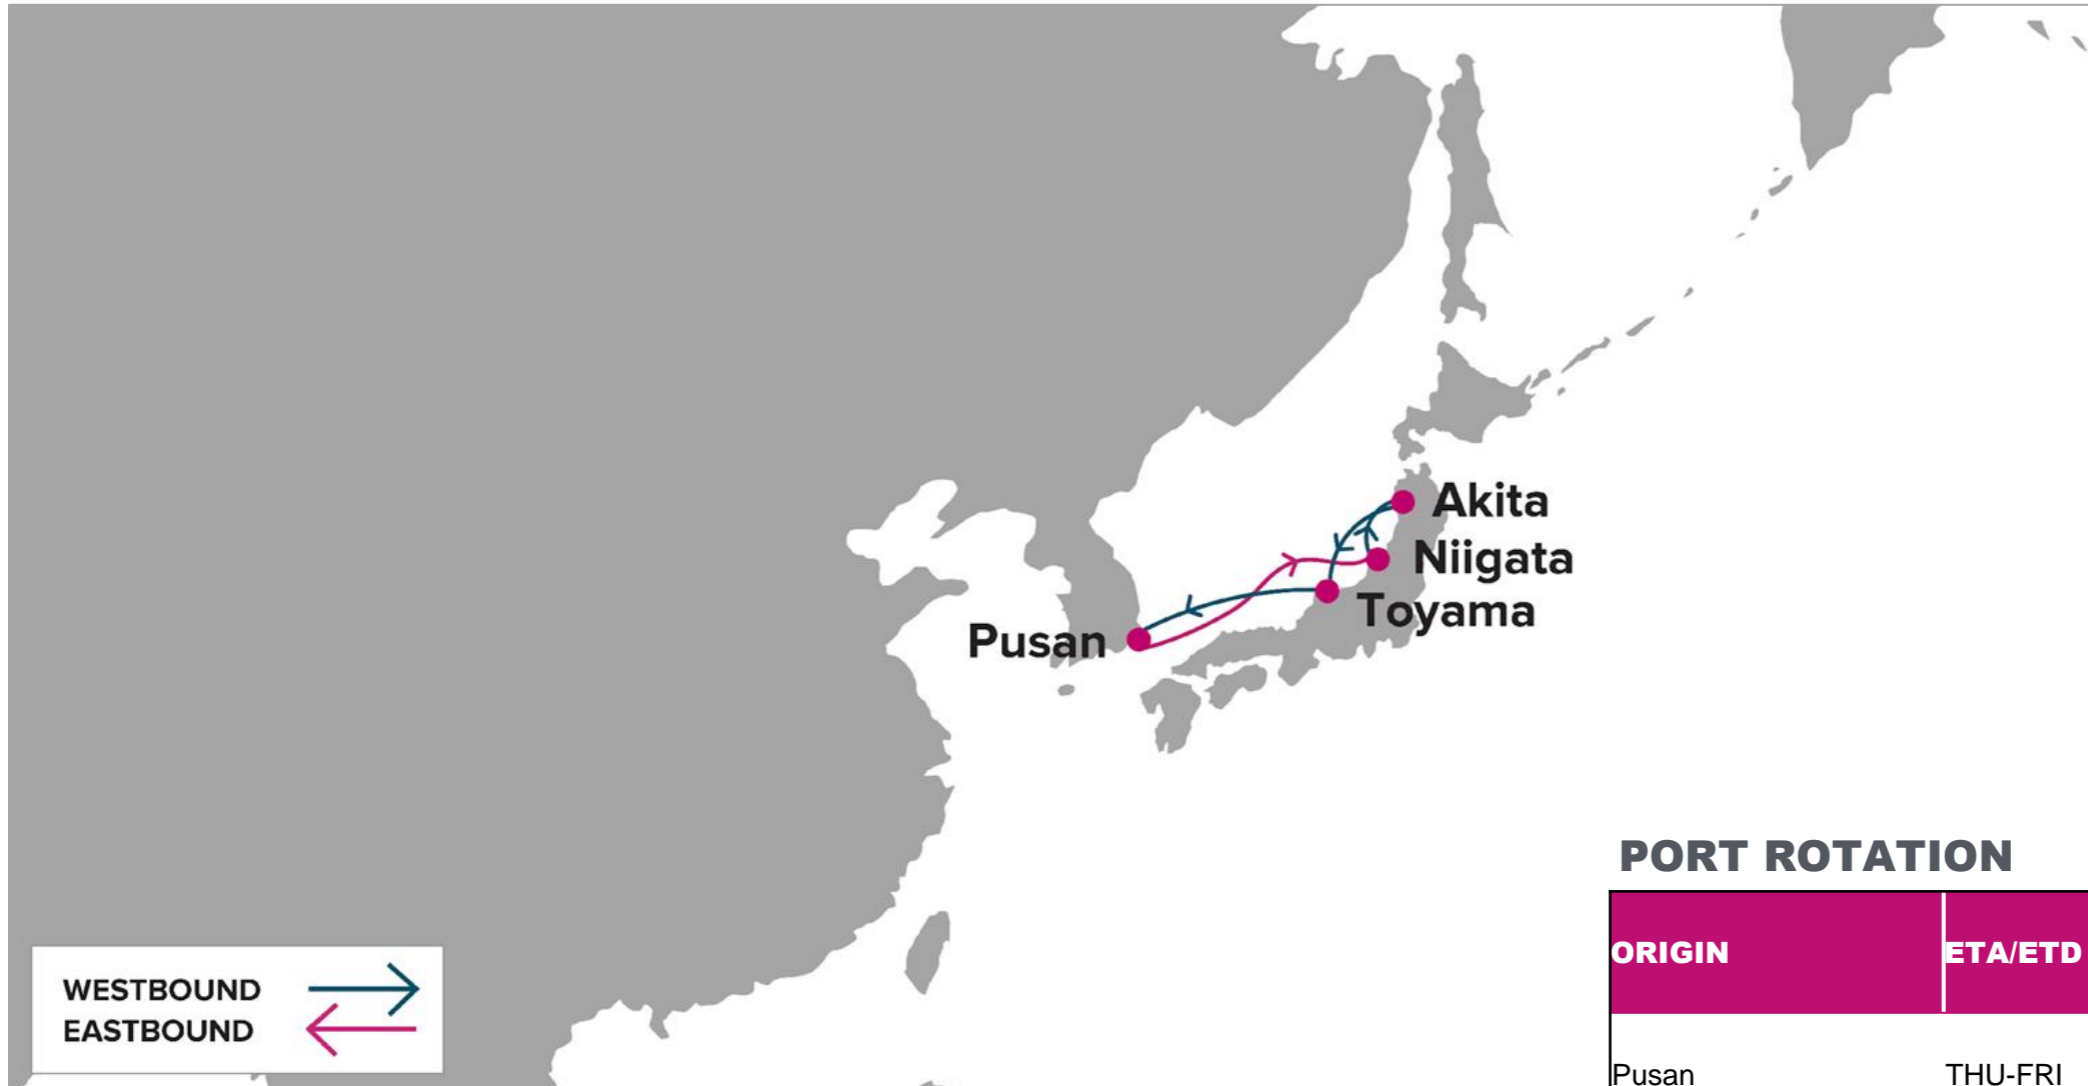 Akita
Niigata
Toyama
Pusan
PORT ROTATION
ORIGIN ETA/ETD
Pusan THU-FRI
WESTBOUND
EASTBOUND